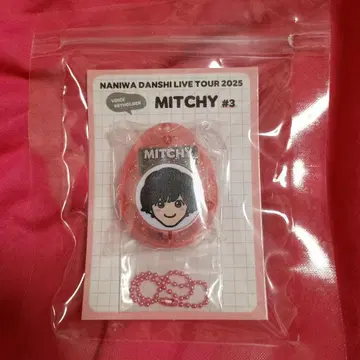 NANIWA DANSHI LIVE TOUR 2025
VOICE
KEYHOLDER
MITCHY #3
MITCHY